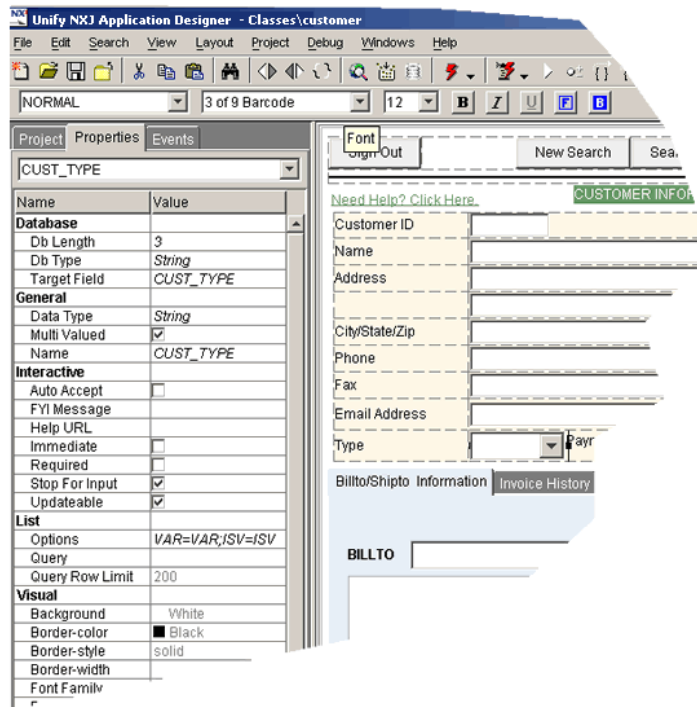 Unify NXJ Application Designer - Classes\customer
File Edit Search View Layout Project Debug Windows Help
NORMAL 3 of 9 Barcode 12 B I U F B
Project Properties Events
CUST_TYPE
Name Value
Database
Db Length 3
Db Type String
Target Field CUST_TYPE
General
Data Type String
Multi Valued
Name CUST_TYPE
Interactive
Auto Accept
FYI Message
Help URL
Immediate
Required
Stop For Input
Updateable
List
Options VAR=VAR;ISV=ISV
Query
Query Row Limit 200
Visual
Background White
Border-color Black
Border-style solid
Border-width
Font Family
Font
Sign Out New Search Sear
Need Help? Click Here. CUSTOMER INFOR
Customer ID
Name
Address
City/State/Zip
Phone
Fax
Email Address
Type Paym
Billto/Shipto Information Invoice History
BILLTO